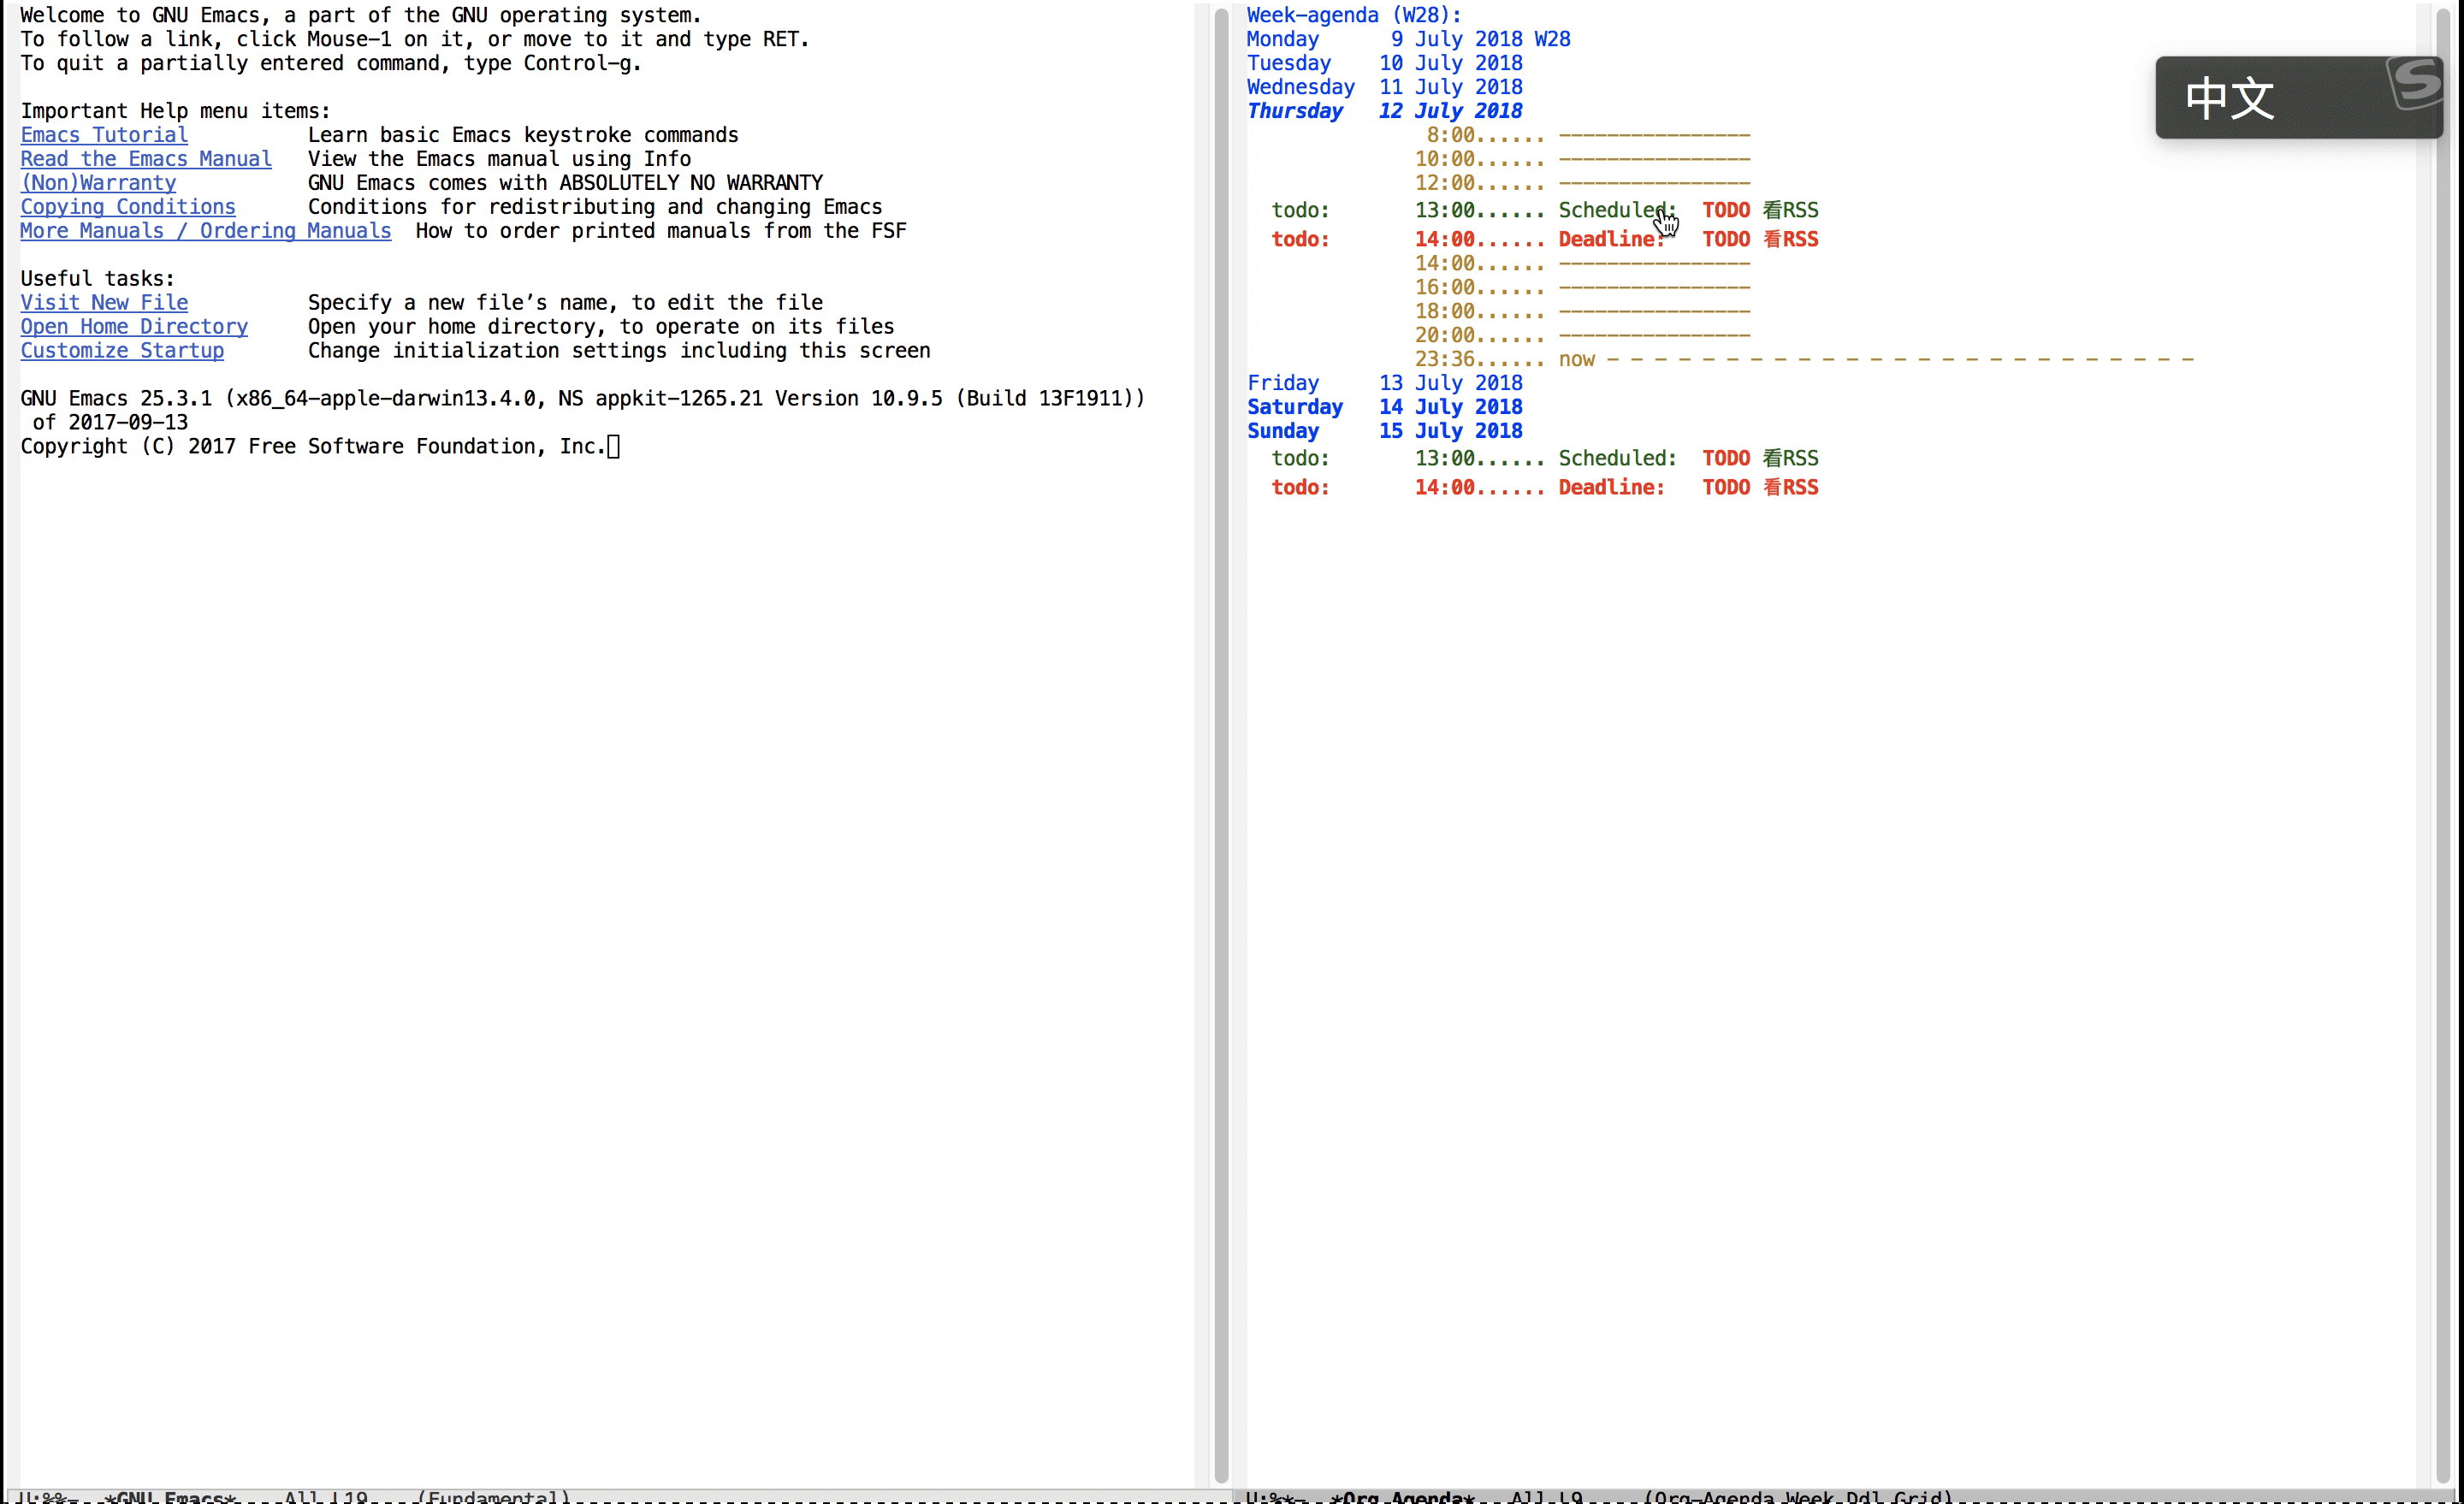 Welcome to GNU Emacs, a part of the GNU operating system.
To follow a link, click Mouse-1 on it, or move to it and type RET.
To quit a partially entered command, type Control-g.
Important Help menu items:
Emacs Tutorial Learn basic Emacs keystroke commands
Read the Emacs Manual View the Emacs manual using Info
(Non)Warranty GNU Emacs comes with ABSOLUTELY NO WARRANTY
Copying Conditions Conditions for redistributing and changing Emacs
More Manuals / Ordering Manuals How to order printed manuals from the FSF
Useful tasks:
Visit New File Specify a new file’s name, to edit the file
Open Home Directory Open your home directory, to operate on its files
Customize Startup Change initialization settings including this screen
GNU Emacs 25.3.1 (x86_64-apple-darwin13.4.0, NS appkit-1265.21 Version 10.9.5 (Build 13F1911))
of 2017-09-13
Copyright (C) 2017 Free Software Foundation, Inc.
U:%%- *GNU Emacs* All L19 (Fundamental)
Week-agenda (W28):
Monday 9 July 2018 W28
Tuesday 10 July 2018
Wednesday 11 July 2018
Thursday 12 July 2018
8:00...... ----------------
10:00...... ----------------
12:00...... ----------------
todo: 13:00...... Scheduled: TODO 看RSS
todo: 14:00...... Deadline: TODO 看RSS
14:00...... ----------------
16:00...... ----------------
18:00...... ----------------
20:00...... ----------------
23:36...... now - - - - - - - - - - - - - - - - - - - - - - - - -
Friday 13 July 2018
Saturday 14 July 2018
Sunday 15 July 2018
todo: 13:00...... Scheduled: TODO 看RSS
todo: 14:00...... Deadline: TODO 看RSS
U:%*- *Org Agenda* All L9 (Org-Agenda Week Ddl Grid)
中文
S